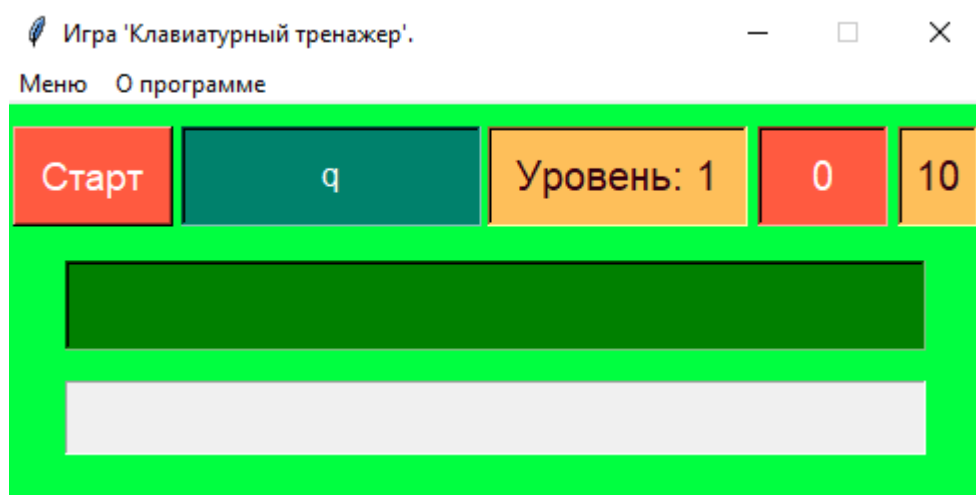 Игра 'Клавиатурный тренажер'.
Меню О программе
Старт q Уровень: 1 0 10